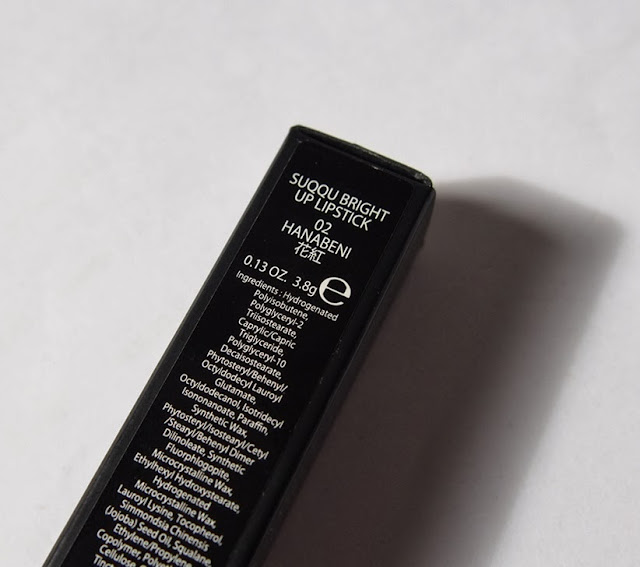 SUQQU BRIGHT
UP LIPSTICK
02
HANABENI
花紅
0.13 OZ. 3.8g ℮
Ingredients : Hydrogenated
Polyisobutene,
Polyglyceryl-2
Triisostearate,
Caprylic/Capric
Triglyceride,
Polyglyceryl-10
Decaisostearate,
Phytosteryl/Behenyl/
Octyldodecyl Lauroyl
Glutamate,
Octyldodecanol, Isotridecyl
Isononanoate, Paraffin,
Synthetic Wax,
Phytosteryl/Isostearyl/Cetyl
/Stearyl/Behenyl Dimer
Dilinoleate, Synthetic
Fluorphlogopite,
Microcrystalline Wax,
Ethylhexyl Hydroxystearate,
Hydrogenated
Microcrystalline Wax,
Lauroyl Lysine, Tocopherol,
Simmondsia Chinensis
(Jojoba) Seed Oil, Squalane,
Ethylene/Propylene
Copolymer,
Cellulose,